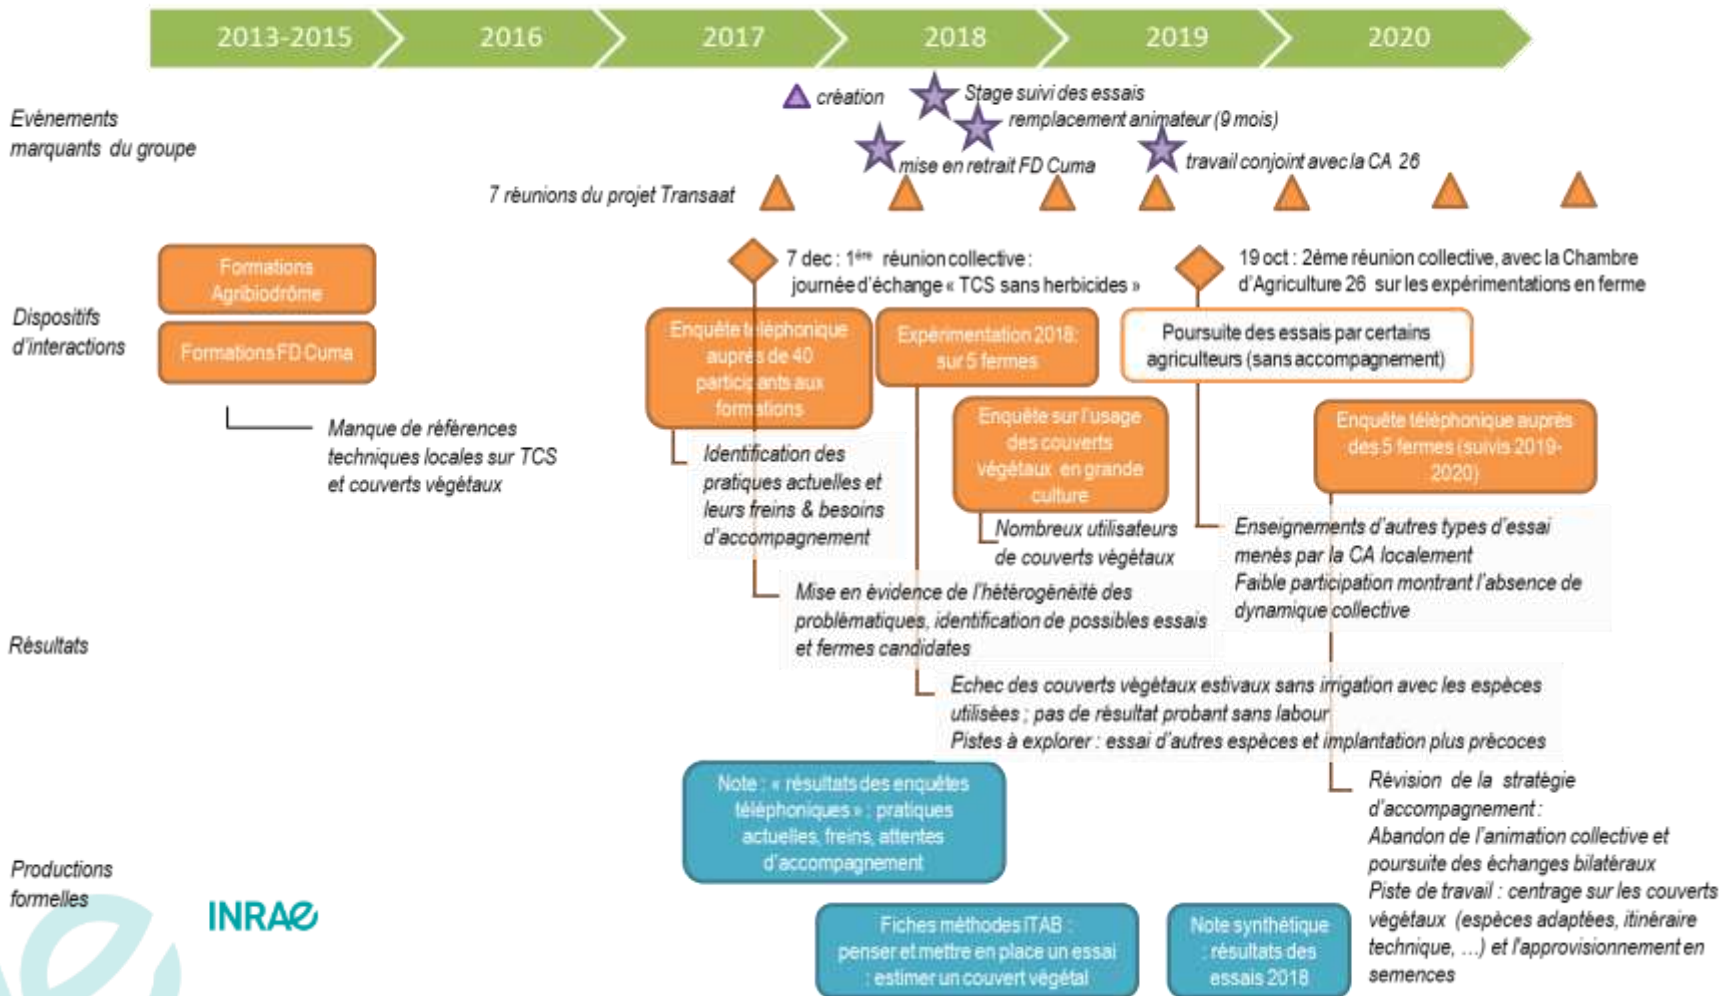 2013-2015
2016
2017
2018
2019
2020
Evènements
marquants du groupe
création
Stage suivi des essais
remplacement animateur (9 mois)
mise en retrait FD Cuma
travail conjoint avec la CA 26
7 réunions du projet Transaat
Dispositifs
d'interactions
Formations
Agribiodrôme
Formations FD Cuma
7 dec : 1ère réunion collective :
journée d'échange « TCS sans herbicides »
19 oct : 2ème réunion collective, avec la Chambre
d'Agriculture 26 sur les expérimentations en ferme
Enquête téléphonique
auprès de 40
participants aux
formations
Expérimentation 2018:
sur 5 fermes
Poursuite des essais par certains
agriculteurs (sans accompagnement)
Enquête sur l'usage
des couverts
végétaux en grande
culture
Enquête téléphonique auprès
des 5 fermes (suivis 2019-
2020)
Manque de références
techniques locales sur TCS
et couverts végétaux
Identification des
pratiques actuelles et
leurs freins & besoins
d'accompagnement
Nombreux utilisateurs
de couverts végétaux
Enseignements d'autres types d'essai
menés par la CA localement
Faible participation montrant l'absence de
dynamique collective
Résultats
Mise en évidence de l'hétérogénéité des
problématiques, identification de possibles essais
et fermes candidates
Echec des couverts végétaux estivaux sans irrigation avec les espèces
utilisées ; pas de résultat probant sans labour
Pistes à explorer : essai d'autres espèces et implantation plus précoces
Révision de la stratégie
d'accompagnement :
Abandon de l'animation collective et
poursuite des échanges bilatéraux
Piste de travail : centrage sur les couverts
végétaux (espèces adaptées, itinéraire
technique, …) et l'approvisionnement en
semences
Productions
formelles
Note : « résultats des enquêtes
téléphoniques » : pratiques
actuelles, freins, attentes
d'accompagnement
Fiches méthodes ITAB :
penser et mettre en place un essai
: estimer un couvert végétal
Note synthétique
: résultats des
essais 2018
INRAE